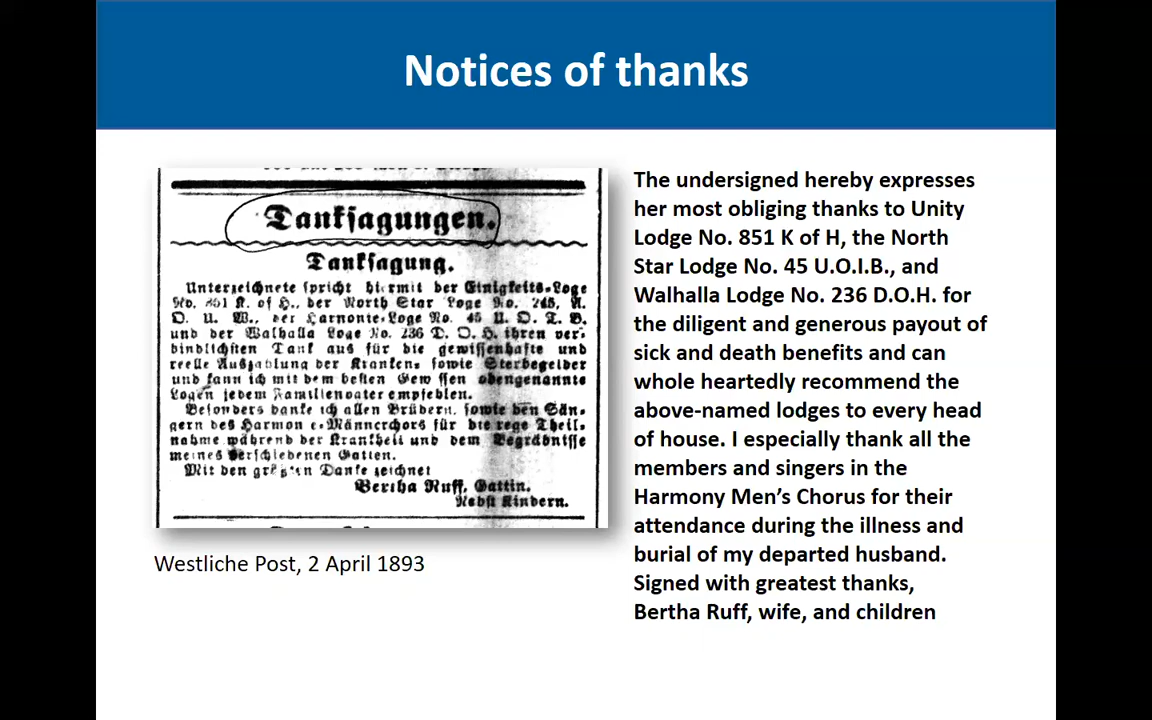 Notices of thanks
Danksagungen.
Danksagung.
Unterzeichnete spricht hiermit der Einigkeits-Loge
No. 851 K. of H., der North Star Loge No. 245, A.
O. U. W., der Harmonie-Loge No. 45 U. O. T. B.
und der Walhalla Loge No. 236 D. O. H. ihren ver-
bindlichsten Dank aus für die gewissenhafte und
reelle Auszahlung der Kranken- sowie Sterbegelder
und kann ich mit dem besten Gewissen obengenannte
Logen jedem Familienvater empfehlen.
Besonders danke ich allen Brüdern, sowie den Sän-
gern des Harmonie-Männerchors für die rege Theil-
nahme während der Krankheit und dem Begräbnisse
meines verschiedenen Gatten.
Mit den größten Danke zeichnet
Bertha Ruff, Gattin.
Nebst Kindern.
Westliche Post, 2 April 1893
The undersigned hereby expresses
her most obliging thanks to Unity
Lodge No. 851 K of H, the North
Star Lodge No. 45 U.O.I.B., and
Walhalla Lodge No. 236 D.O.H. for
the diligent and generous payout of
sick and death benefits and can
whole heartedly recommend the
above-named lodges to every head
of house. I especially thank all the
members and singers in the
Harmony Men's Chorus for their
attendance during the illness and
burial of my departed husband.
Signed with greatest thanks,
Bertha Ruff, wife, and children